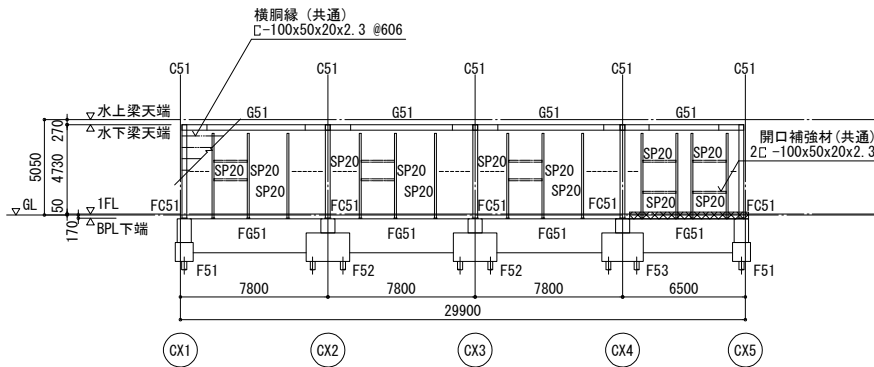 横胴縁（共通）
C-100x50x20x2.3 @606
C51 C51 C51 C51 C51
水上梁天端
G51 G51 G51 G51
水下梁天端
開口補強材(共通)
2C-100x50x20x2.3
270
5050
4730
50
170
SP20 SP20 SP20 SP20 SP20 SP20 SP20 SP20 SP20
SP20 SP20 SP20 SP20 SP20
GL
1FL
FC51 FC51 FC51 FC51 FC51
BPL下端
FG51 FG51 FG51 FG51
F51 F52 F52 F53 F51
7800 7800 7800 6500
29900
CX1 CX2 CX3 CX4 CX5